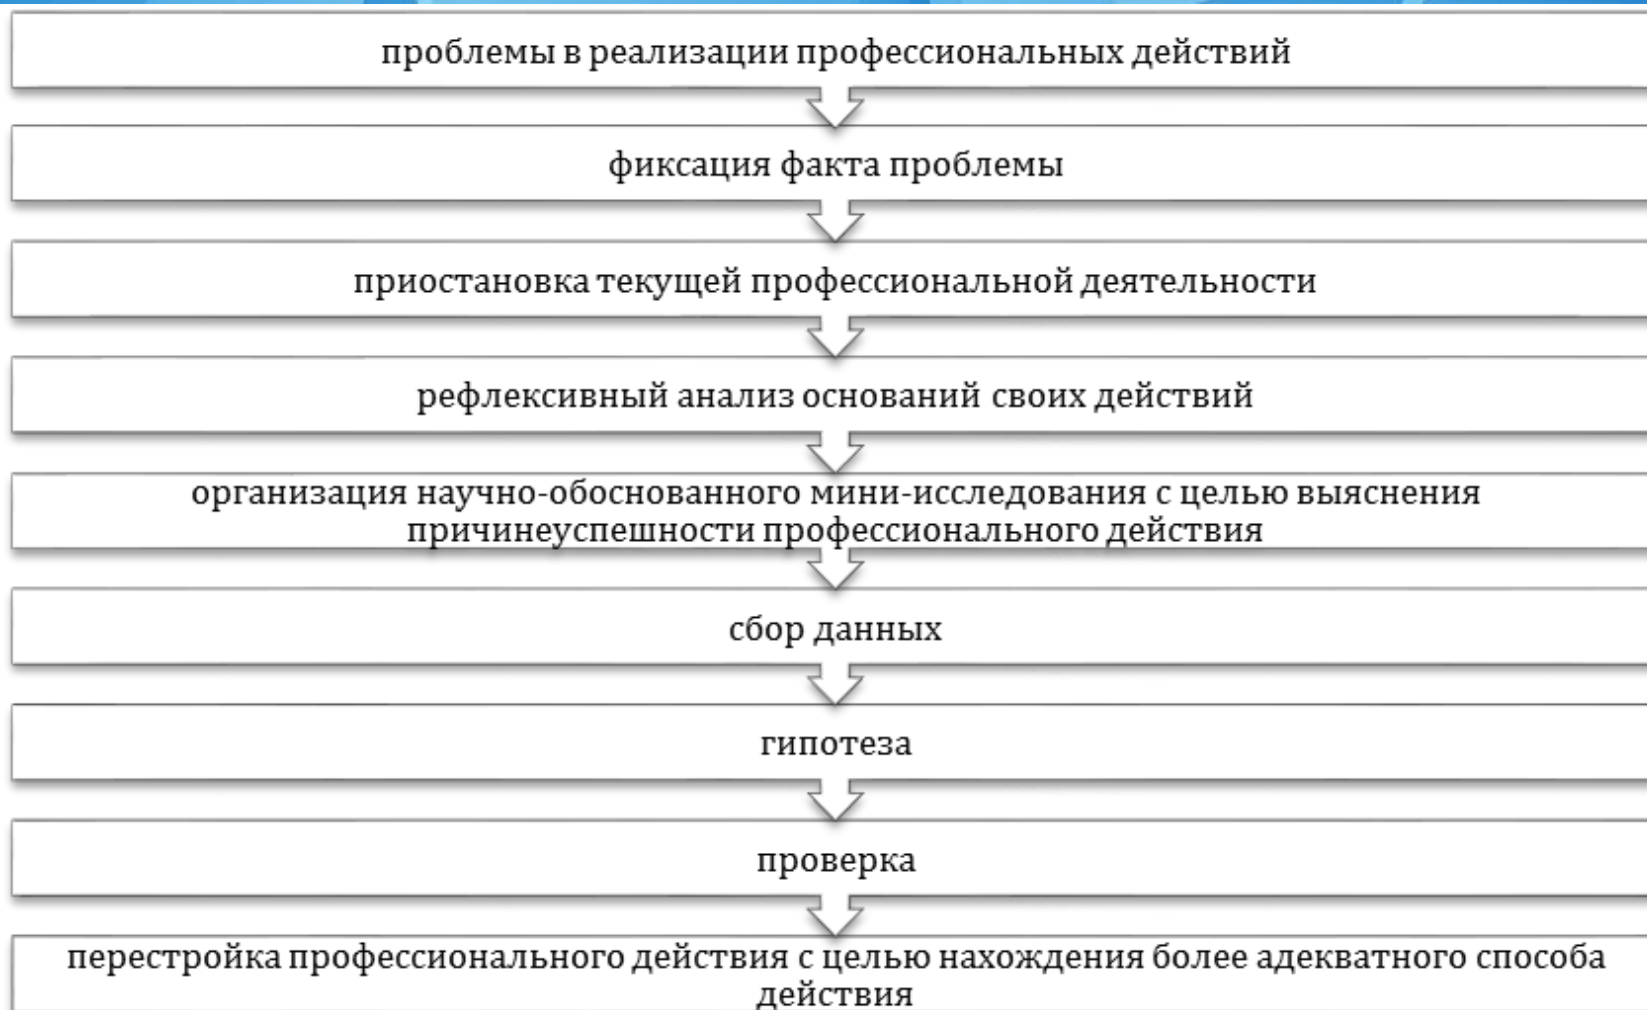 проблемы в реализации профессиональных действий
фиксация факта проблемы
приостановка текущей профессиональной деятельности
рефлексивный анализ оснований своих действий
организация научно-обоснованного мини-исследования с целью выяснения
причинеуспешности профессионального действия
сбор данных
гипотеза
проверка
перестройка профессионального действия с целью нахождения более адекватного способа
действия